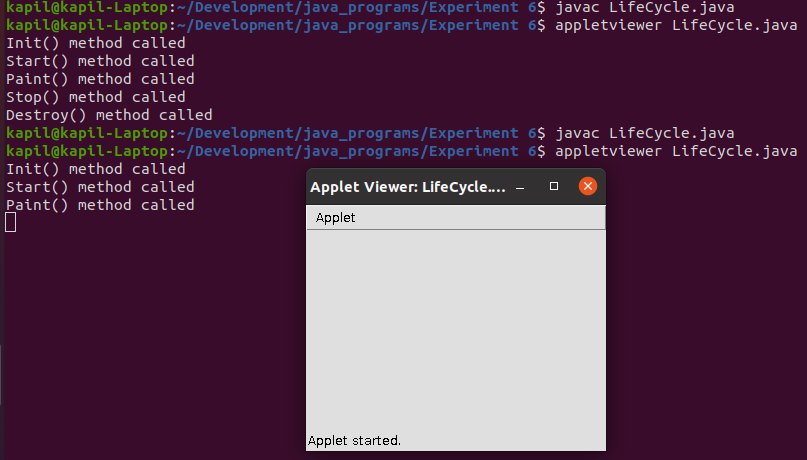 kapil@kapil-Laptop:~/Development/java_programs/Experiment 6$ javac LifeCycle.java
kapil@kapil-Laptop:~/Development/java_programs/Experiment 6$ appletviewer LifeCycle.java
Init() method called
Start() method called
Paint() method called
Stop() method called
Destroy() method called
kapil@kapil-Laptop:~/Development/java_programs/Experiment 6$ javac LifeCycle.java
kapil@kapil-Laptop:~/Development/java_programs/Experiment 6$ appletviewer LifeCycle.java
Init() method called
Start() method called
Paint() method called
Applet Viewer: LifeCycle....
Applet
Applet started.